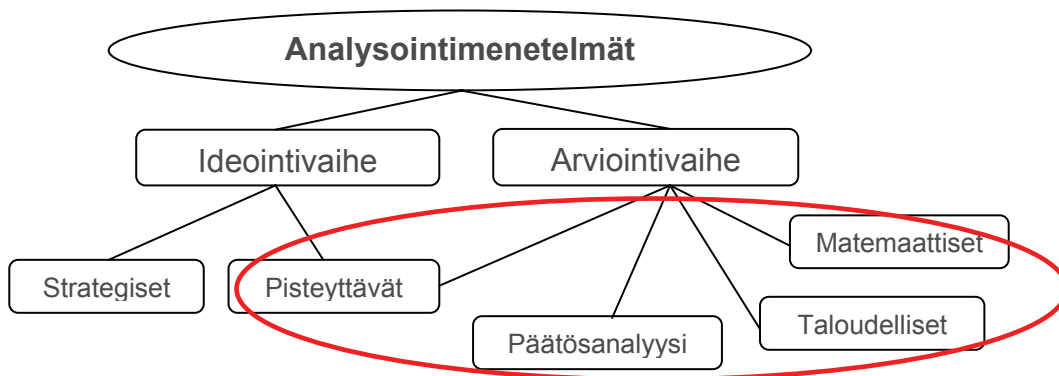 Analysointimenetelmät
Ideointivaihe
Arviointivaihe
Matemaattiset
Strategiset
Pisteyttävät
Taloudelliset
Päätösanalyysi